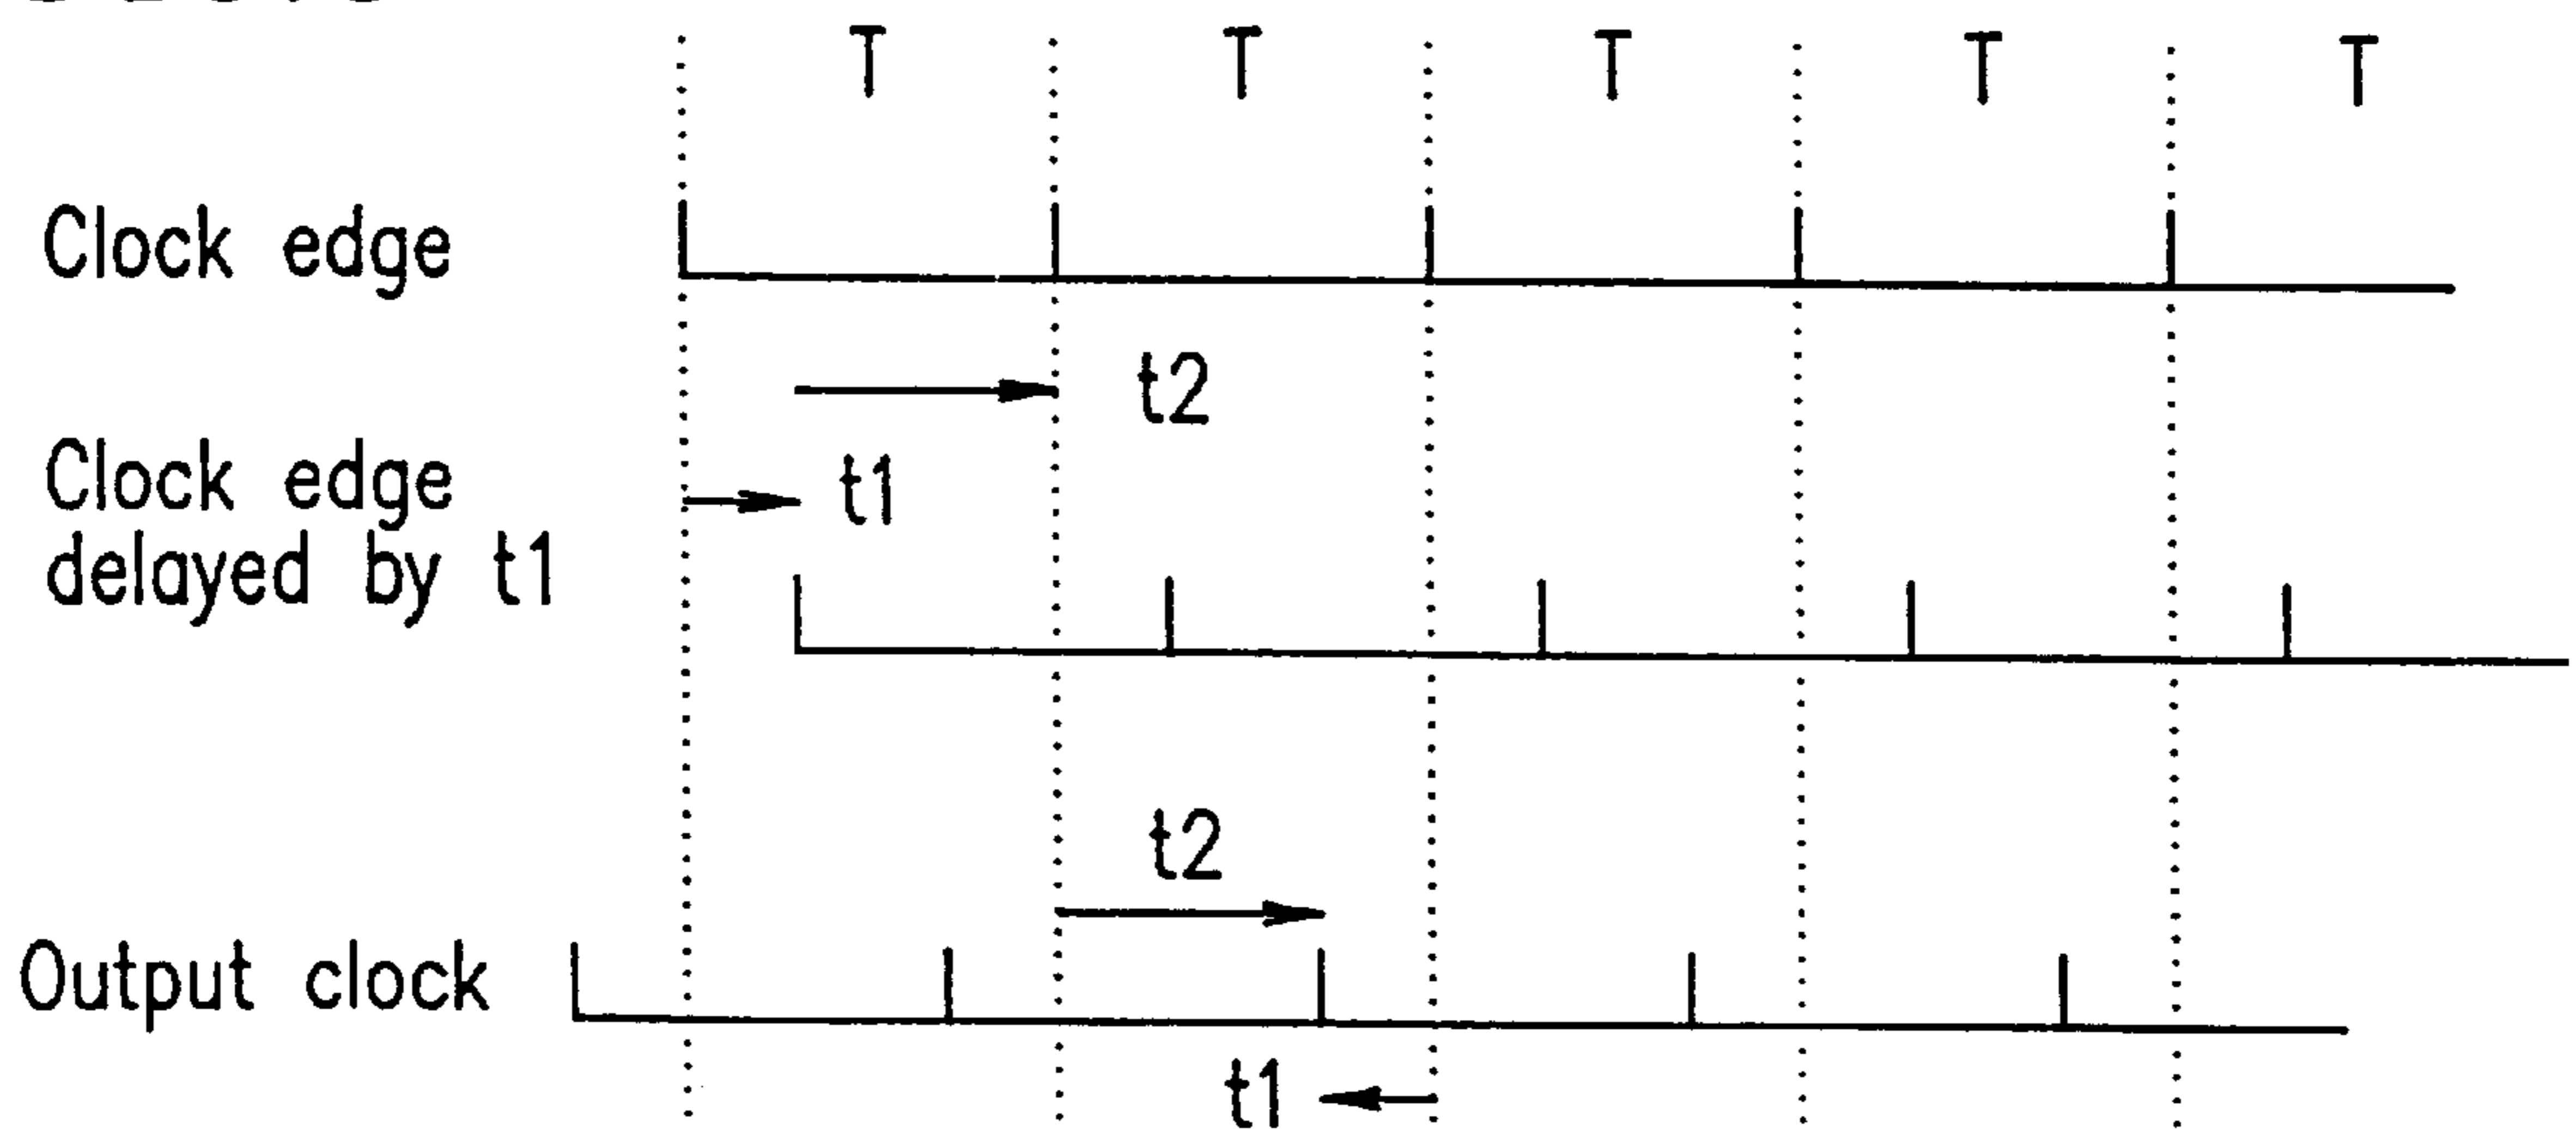 T T T T T
Clock edge
t2
Clock edge
t1
delayed by t1
t2
Output clock
t1